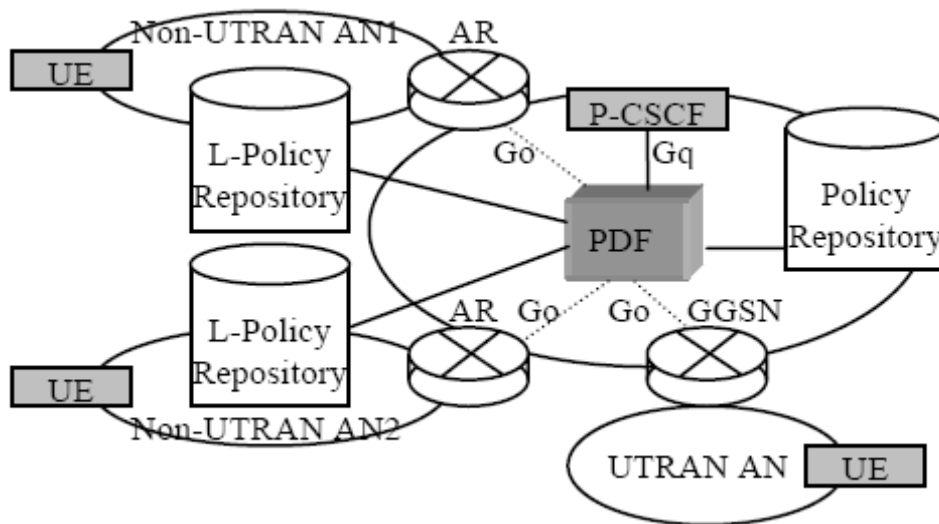 Non-UTRAN AN1
AR
UE
P-CSCF
L-Policy
Repository
Go
Gq
Policy
Repository
PDF
L-Policy
Repository
AR
Go
Go
GGSN
UE
Non-UTRAN AN2
UTRAN AN
UE